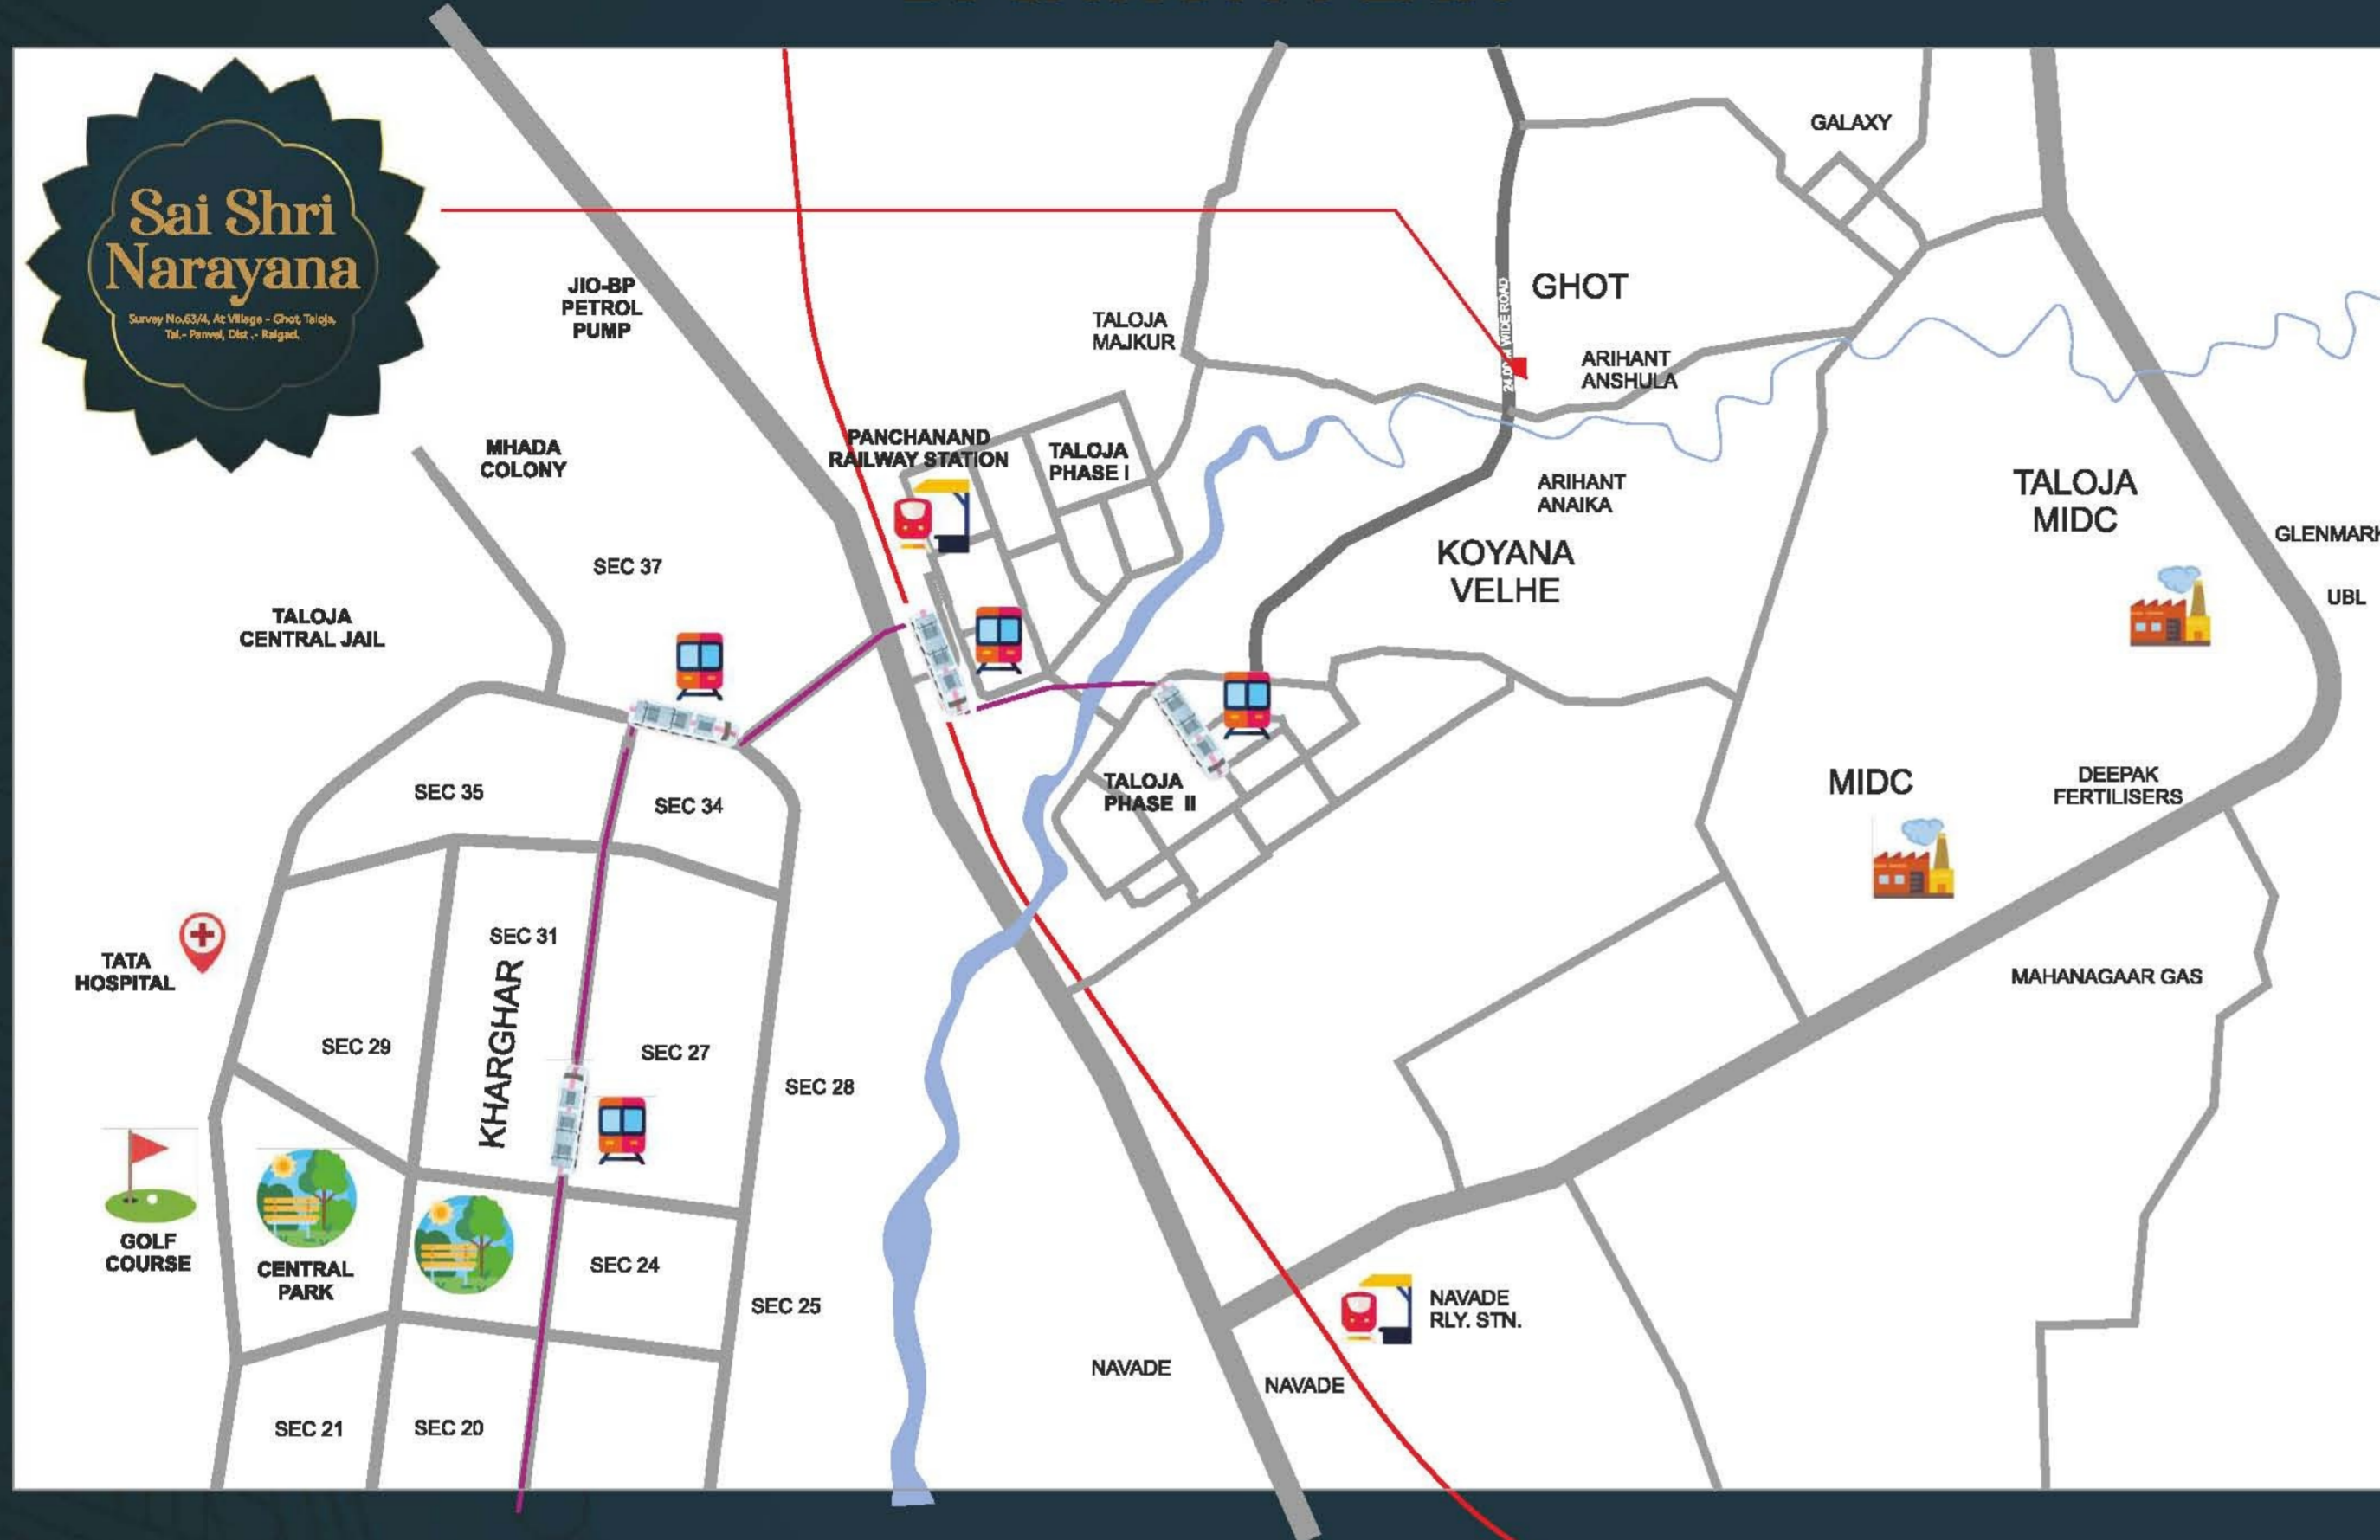 Sai Shri
Narayana
Survey No.63/4, At Village - Ghot, Taloja,
Tal.- Panvel, Dist .- Raigad.
JIO-BP
PETROL
PUMP
GALAXY
GHOT
TALOJA
MAJKUR
WIDE ROAD
ARIHANT
ANSHULA
MHADA
COLONY
PANCHANAND
RAILWAY STATION
TALOJA
PHASE I
ARIHANT
ANAIKA
TALOJA
MIDC
GLENMARK
KOYANA
VELHE
SEC 37
UBL
TALOJA
CENTRAL JAIL
SEC 35
SEC 34
TALOJA
PHASE II
MIDC
DEEPAK
FERTILISERS
SEC 31
TATA
HOSPITAL
KHARGHAR
MAHANAGAAR GAS
SEC 29
SEC 27
SEC 28
GOLF
COURSE
CENTRAL
PARK
SEC 24
SEC 25
NAVADE
RLY. STN.
NAVADE
NAVADE
SEC 21
SEC 20